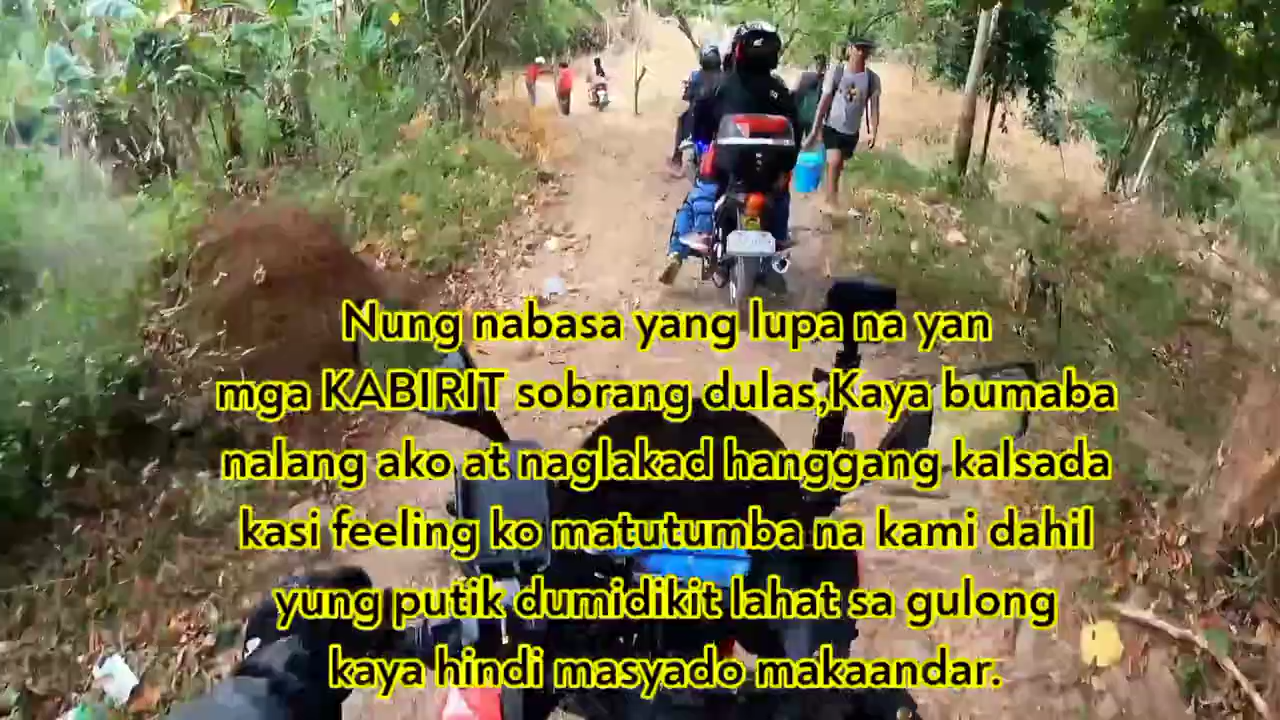 Nung nabasa yang lupa na yan
mga KABIRIT sobrang dulas,Kaya bumaba
nalang ako at naglakad hanggang kalsada
kasi feeling ko matutumba na kami dahil
yung putik dumidikit lahat sa gulong
kaya hindi masyado makaandar.